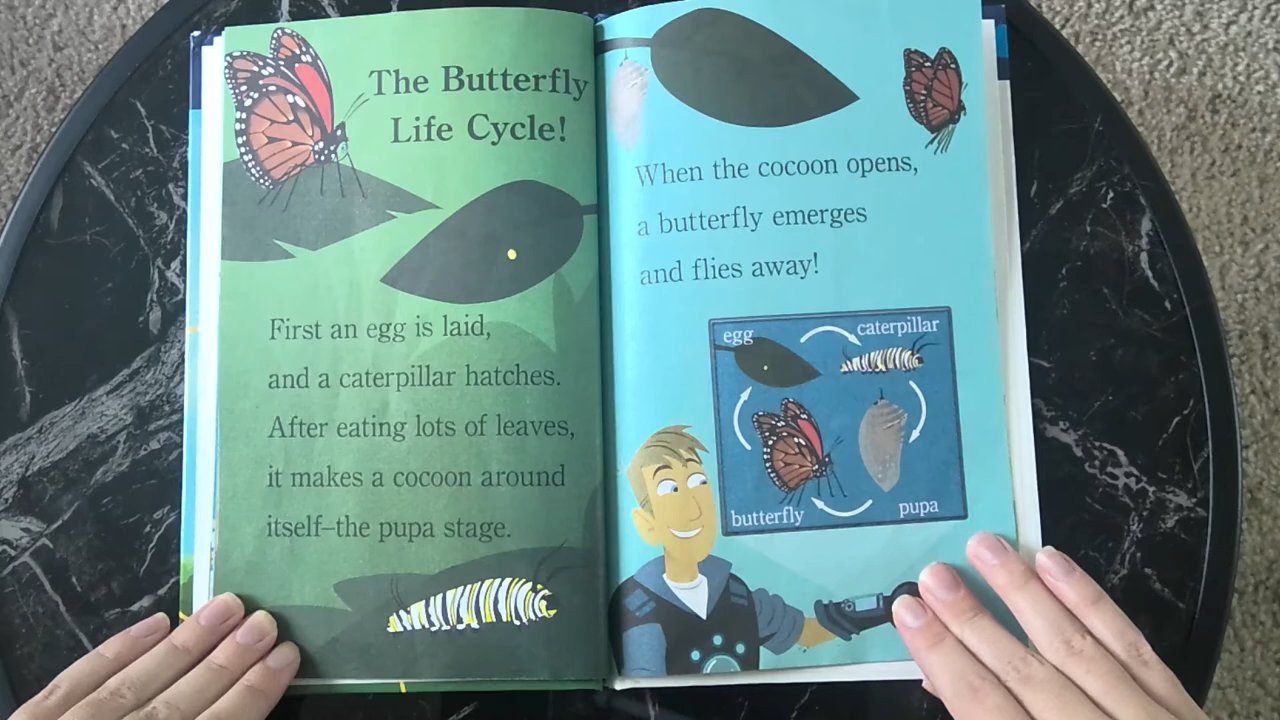 The Butterfly
Life Cycle!
First an egg is laid,
and a caterpillar hatches.
After eating lots of leaves,
it makes a cocoon around
itself–the pupa stage.
When the cocoon opens,
a butterfly emerges
and flies away!
egg
caterpillar
butterfly
pupa